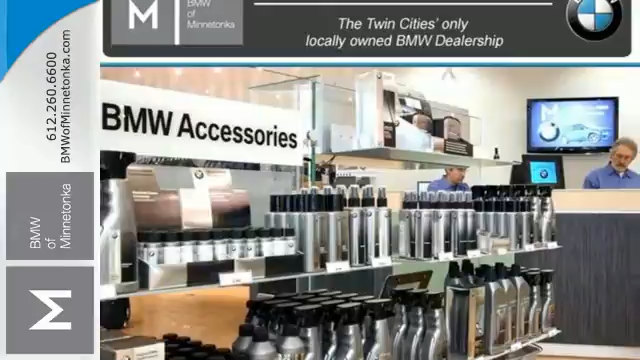 M
BMW
of
Minnetonka
The Twin Cities' only
locally owned BMW Dealership
BMW
612.260.6600
BMWofMinnetonka.com
BMW
of
Minnetonka
M
BMW Accessories
M